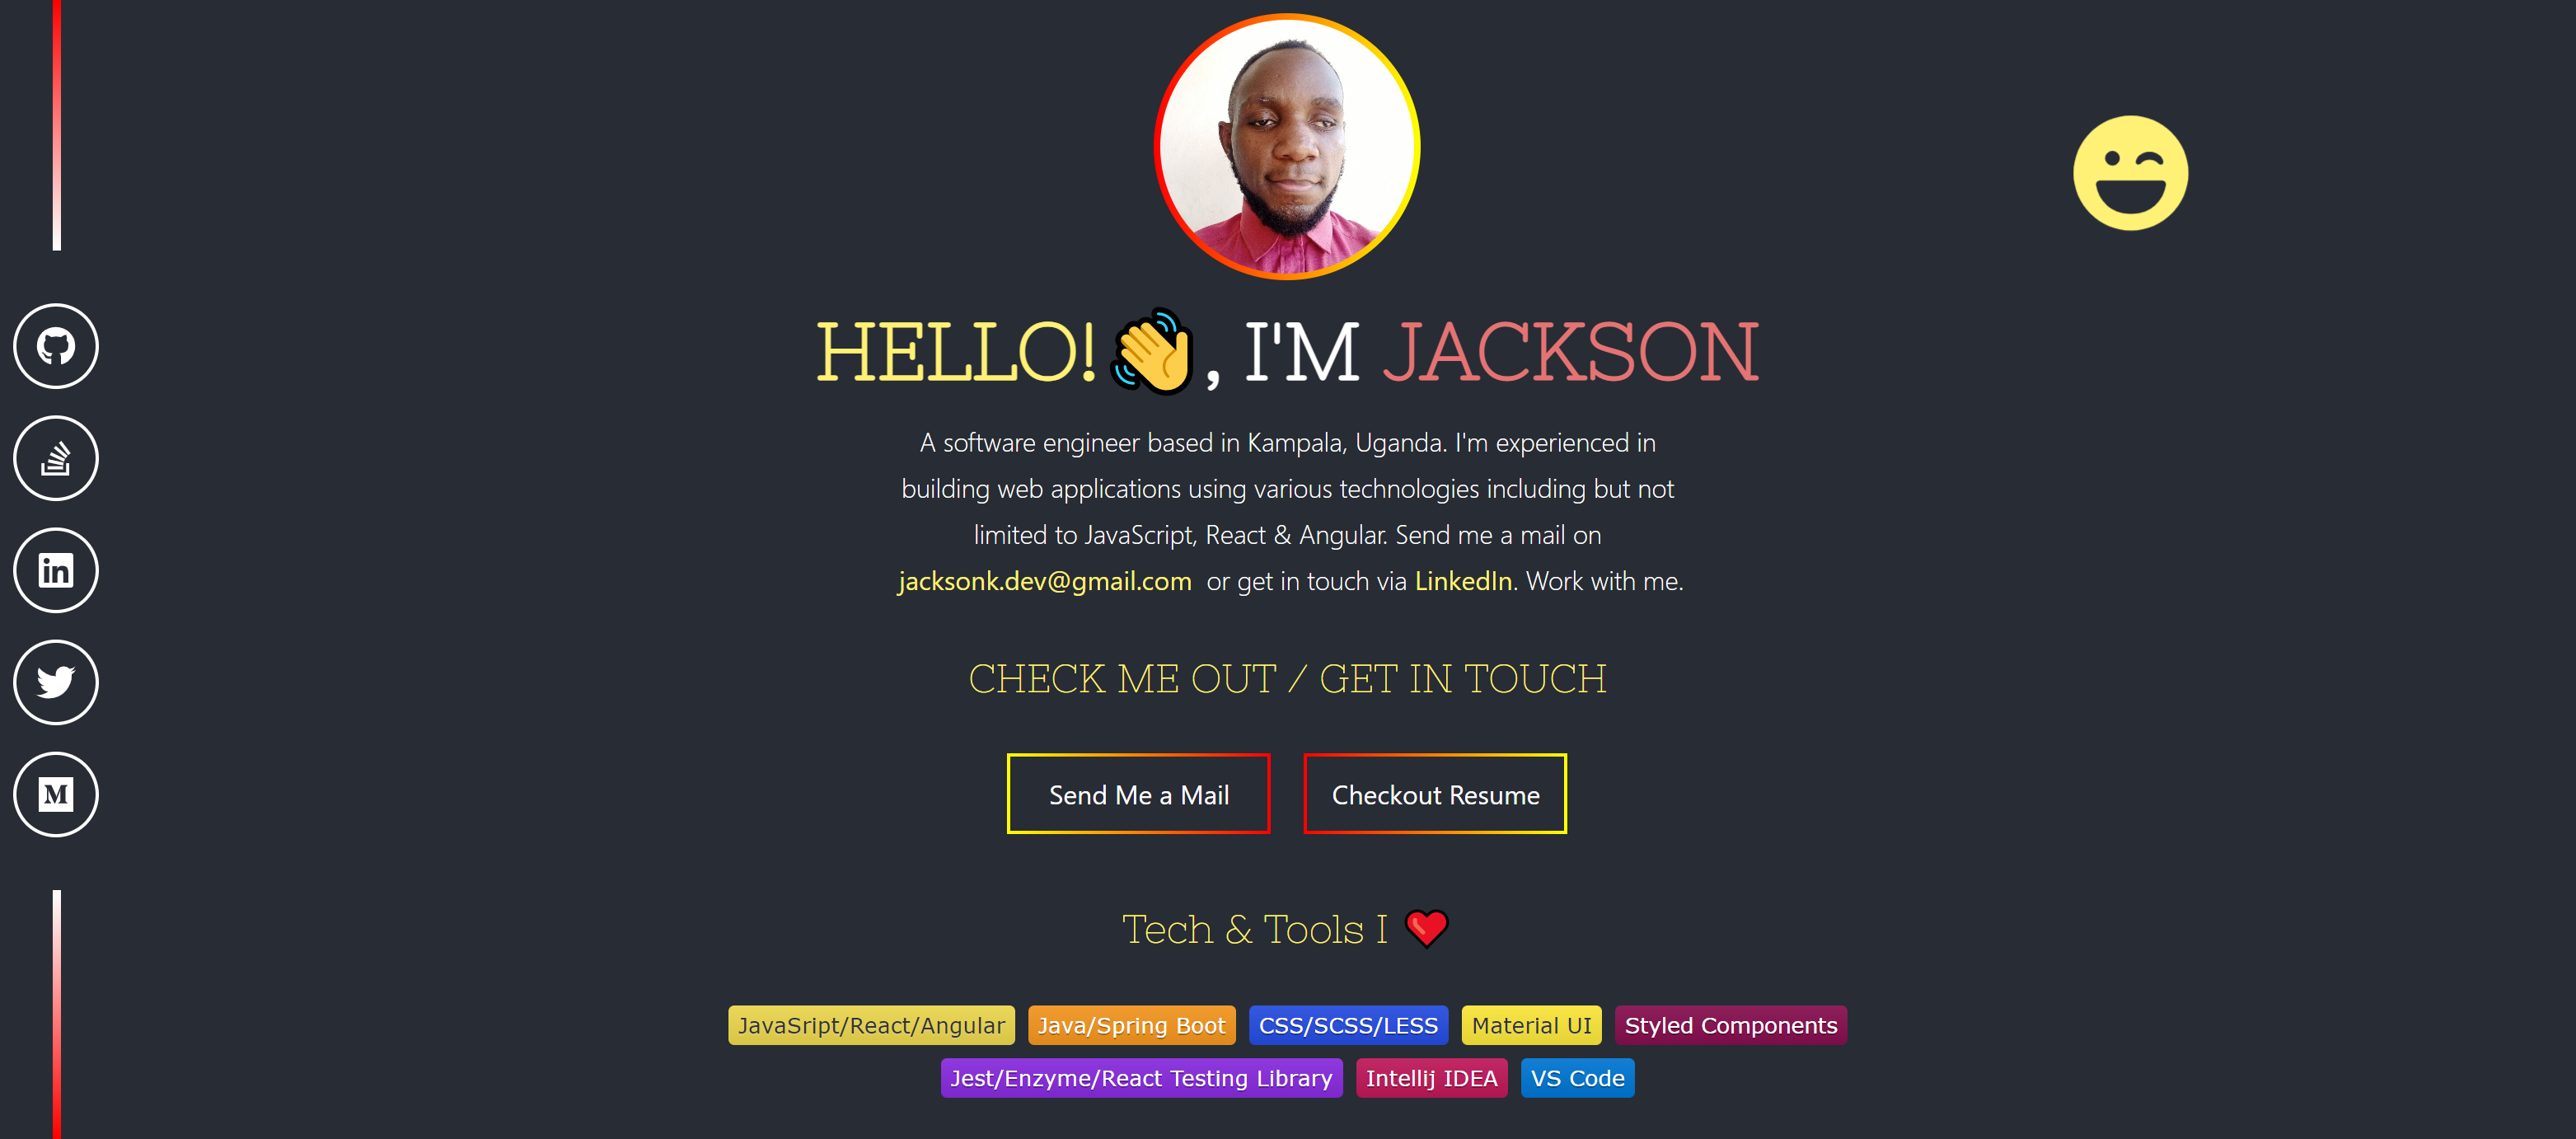 HELLO!👋, I'M JACKSON
A software engineer based in Kampala, Uganda. I'm experienced in
building web applications using various technologies including but not
limited to JavaScript, React & Angular. Send me a mail on
jacksonk.dev@gmail.com or get in touch via LinkedIn. Work with me.
CHECK ME OUT / GET IN TOUCH
Send Me a Mail
Checkout Resume
Tech & Tools I ❤️
JavaSript/React/Angular
Java/Spring Boot
CSS/SCSS/LESS
Material UI
Styled Components
Jest/Enzyme/React Testing Library
Intellij IDEA
VS Code